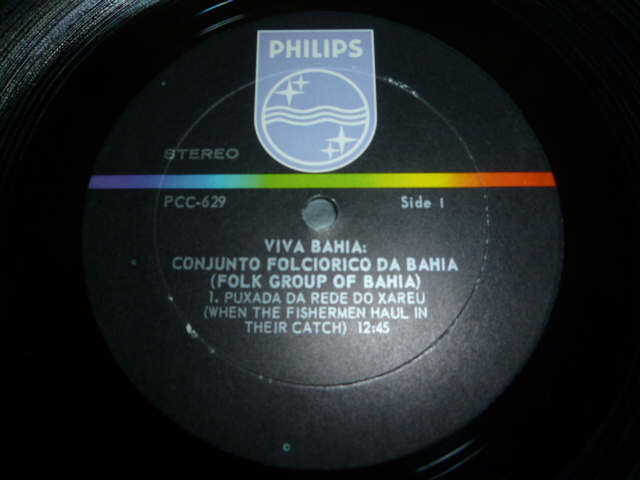 PHILIPS
STEREO
PCC-629 Side 1
VIVA BAHIA:
CONJUNTO FOLCIORICO DA BAHIA
(FOLK GROUP OF BAHIA)
1. PUXADA DA REDE DO XAREU
(WHEN THE FISHERMEN HAUL IN
THEIR CATCH) 12:45